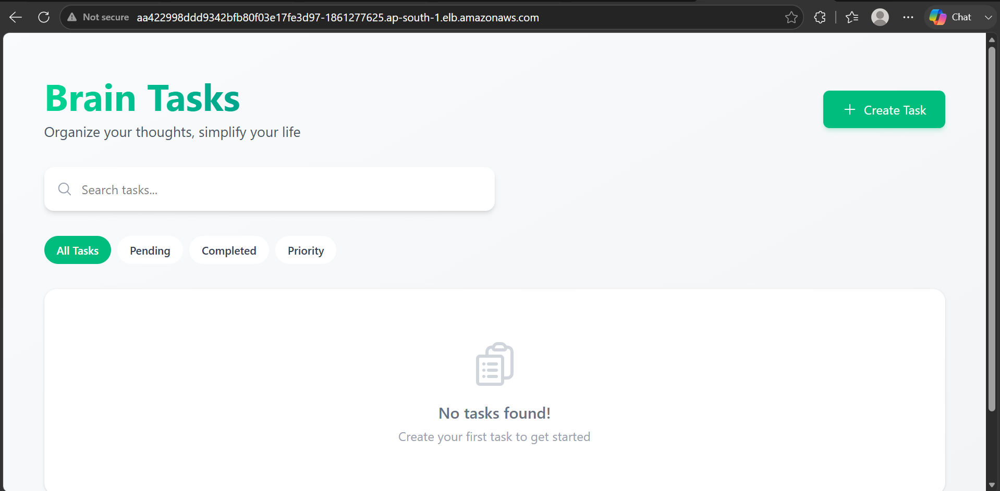 Not secure aa422998ddd9342bfb80f03e17fe3d97-1861277625.ap-south-1.elb.amazonaws.com
Chat
Brain Tasks
Organize your thoughts, simplify your life
Create Task
Search tasks...
All Tasks Pending Completed Priority
No tasks found!
Create your first task to get started